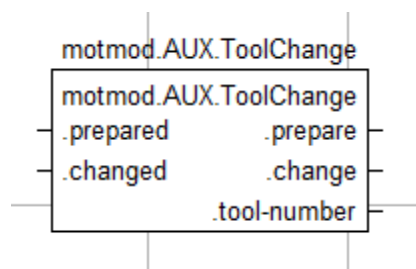 motmod.AUX.ToolChange
motmod.AUX.ToolChange
.prepared .prepare
.changed .change
.tool-number